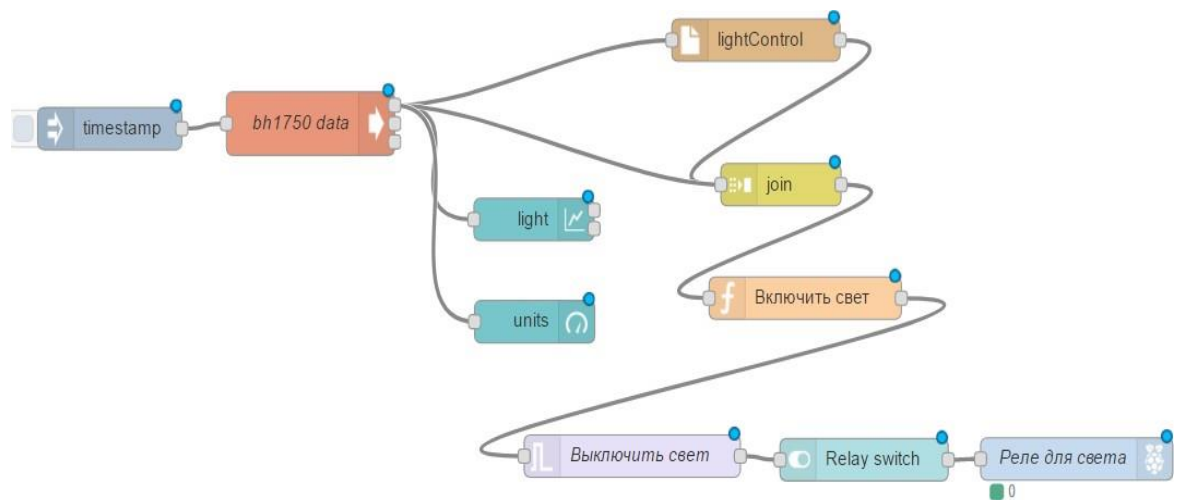 lightControl
timestamp
bh1750 data
join
light
units
Включить свет
Выключить свет
Relay switch
Реле для света
0